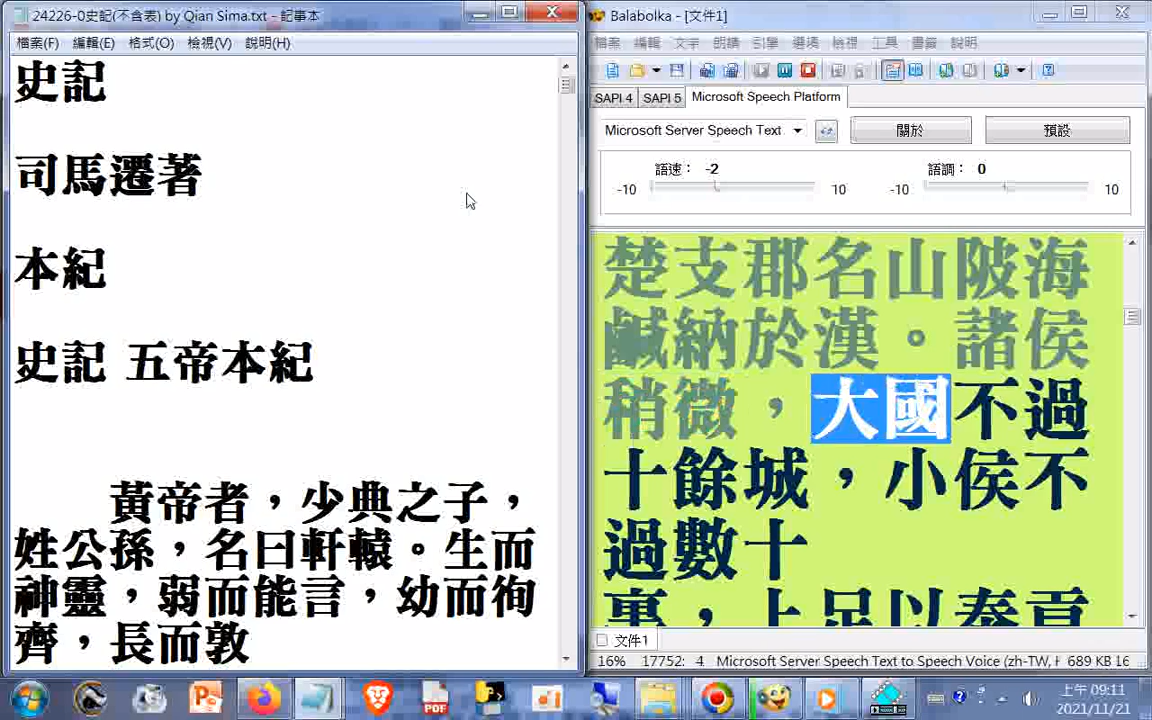 24226-0史記(不含表) by Qian Sima.txt - 記事本
檔案(F) 編輯(E) 格式(O) 檢視(V) 說明(H)
史記
司馬遷著
本紀
史記 五帝本紀
黃帝者，少典之子，
姓公孫，名曰軒轅。生而
神靈，弱而能言，幼而徇
齊，長而敦
Balabolka - [文件1]
檔案 編輯 文字 朗讀 引擎 選項 檢視 工具 書籤 說明
SAPI 4 SAPI 5 Microsoft Speech Platform
Microsoft Server Speech Text 關於 預設
語速： -2 語調： 0
-10 10 -10 10
楚支郡名山陂海
鹹納於漢。諸侯
稍微，大國不過
十餘城，小侯不
過數十
里，上足以奉貢
文件1
16% 17752: 4 Microsoft Server Speech Text to Speech Voice (zh-TW, H 689 KB 16
PDF
上午 09:11
2021/11/21